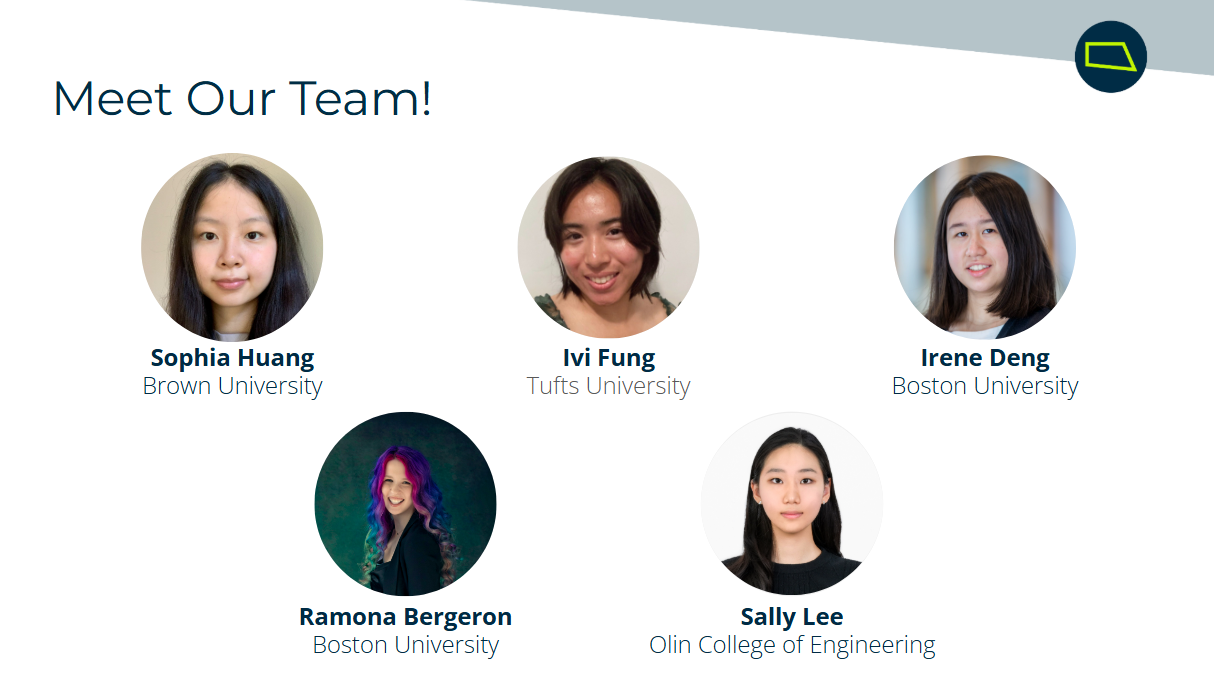 Meet Our Team!
Sophia Huang
Brown University
Ivi Fung
Tufts University
Irene Deng
Boston University
Ramona Bergeron
Boston University
Sally Lee
Olin College of Engineering